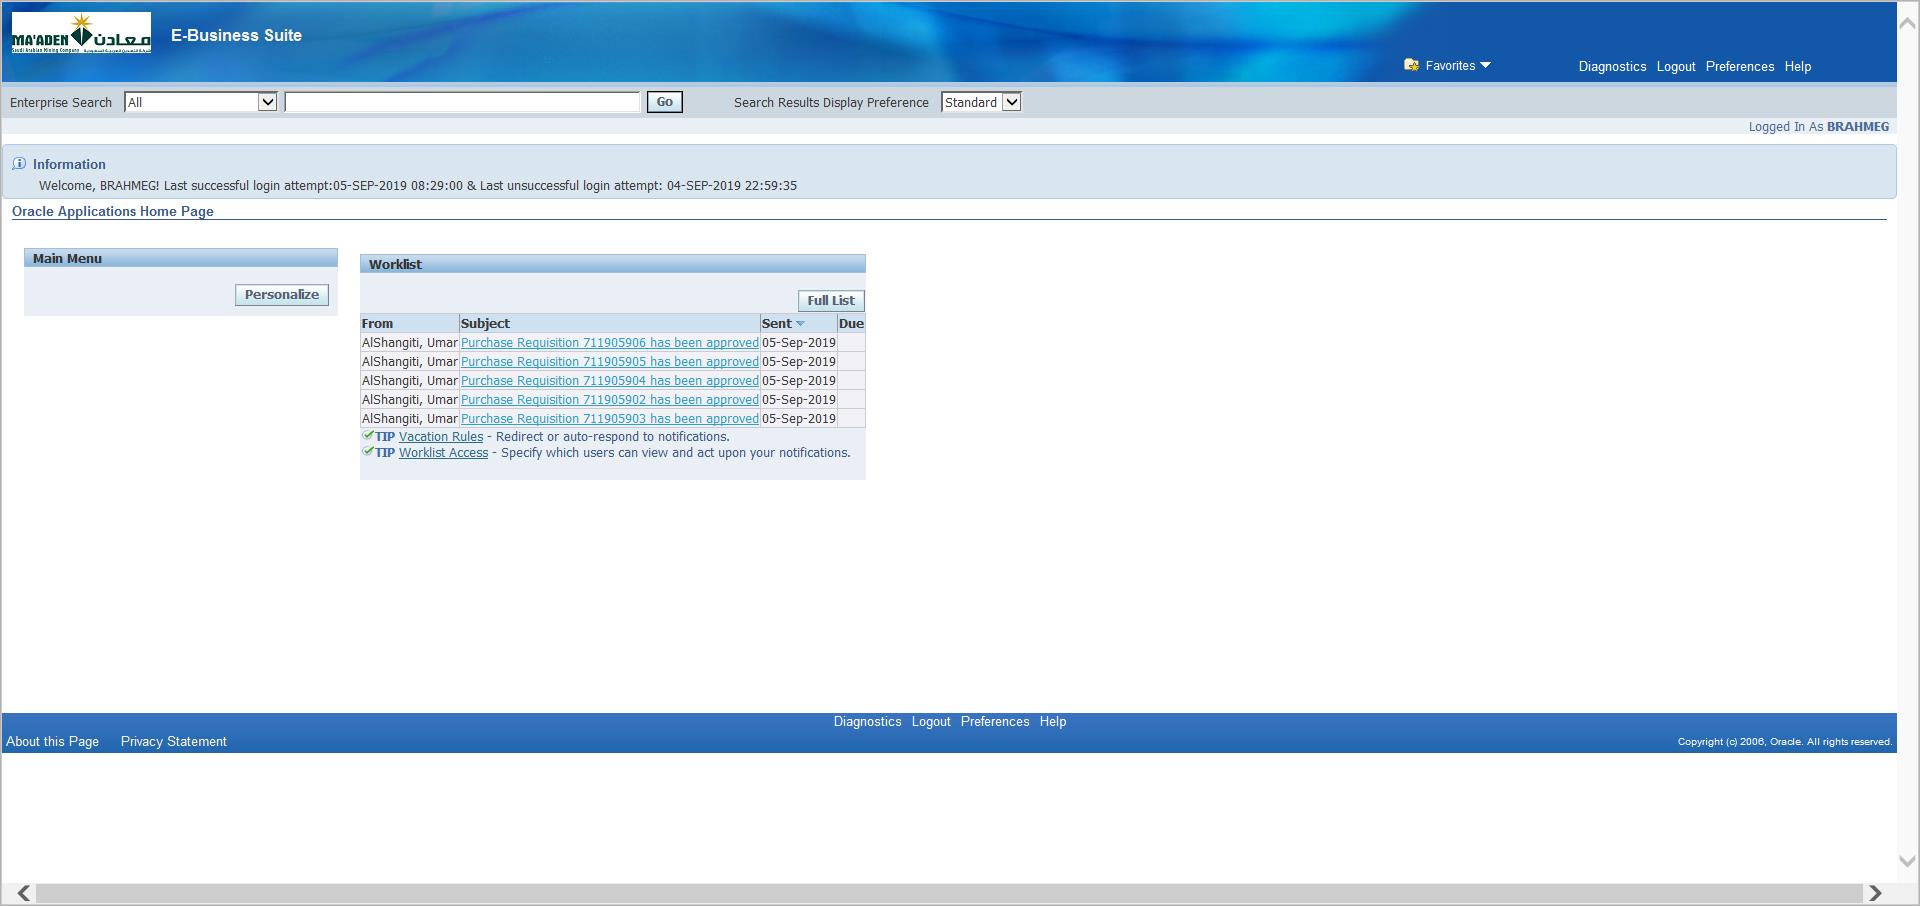 MA'ADEN معادن
Saudi Arabian Mining Company
E-Business Suite
Favorites
Diagnostics Logout Preferences Help
Enterprise Search All Go Search Results Display Preference Standard
Logged In As BRAHMEG
Information
Welcome, BRAHMEG! Last successful login attempt:05-SEP-2019 08:29:00 & Last unsuccessful login attempt: 04-SEP-2019 22:59:35
Oracle Applications Home Page
Main Menu
Personalize
Worklist
Full List
From Subject Sent Due
AlShangiti, Umar Purchase Requisition 711905906 has been approved 05-Sep-2019
AlShangiti, Umar Purchase Requisition 711905905 has been approved 05-Sep-2019
AlShangiti, Umar Purchase Requisition 711905904 has been approved 05-Sep-2019
AlShangiti, Umar Purchase Requisition 711905902 has been approved 05-Sep-2019
AlShangiti, Umar Purchase Requisition 711905903 has been approved 05-Sep-2019
TIP Vacation Rules - Redirect or auto-respond to notifications.
TIP Worklist Access - Specify which users can view and act upon your notifications.
Diagnostics Logout Preferences Help
About this Page Privacy Statement
Copyright (c) 2006, Oracle. All rights reserved.